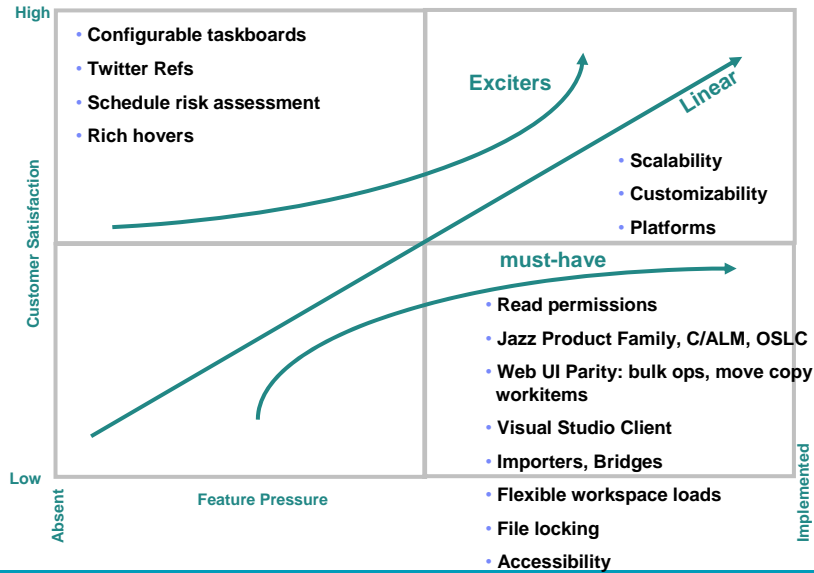 High
• Configurable taskboards
• Twitter Refs
• Schedule risk assessment
• Rich hovers
Exciters
Linear
• Scalability
• Customizability
• Platforms
Customer Satisfaction
must-have
• Read permissions
• Jazz Product Family, C/ALM, OSLC
• Web UI Parity: bulk ops, move copy
workitems
• Visual Studio Client
• Importers, Bridges
• Flexible workspace loads
• File locking
• Accessibility
Low
Absent
Feature Pressure
Implemented